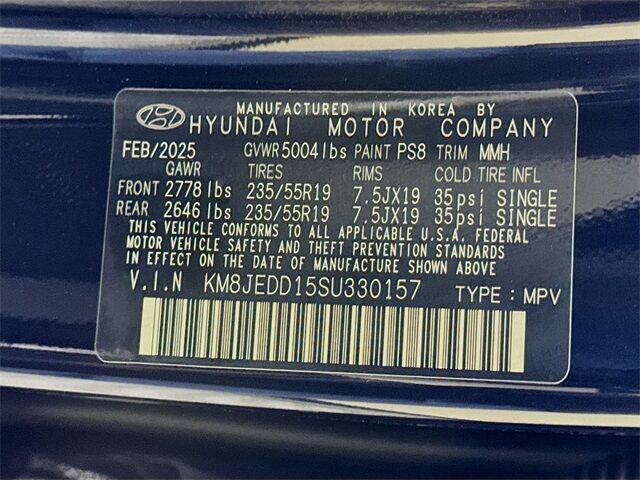 MANUFACTURED IN KOREA BY
HYUNDAI MOTOR COMPANY
FEB/2025 GVWR 5004lbs PAINT PS8 TRIM MMH
GAWR TIRES RIMS COLD TIRE INFL
FRONT 2778 lbs 235/55R19 7.5JX19 35psi SINGLE
REAR 2646 lbs 235/55R19 7.5JX19 35psi SINGLE
THIS VEHICLE CONFORMS TO ALL APPLICABLE U.S.A. FEDERAL
MOTOR VEHICLE SAFETY AND THEFT PREVENTION STANDARDS
IN EFFECT ON THE DATE OF MANUFACTURE SHOWN ABOVE.
V.I.N KM8JEDD15SU330157 TYPE : MPV